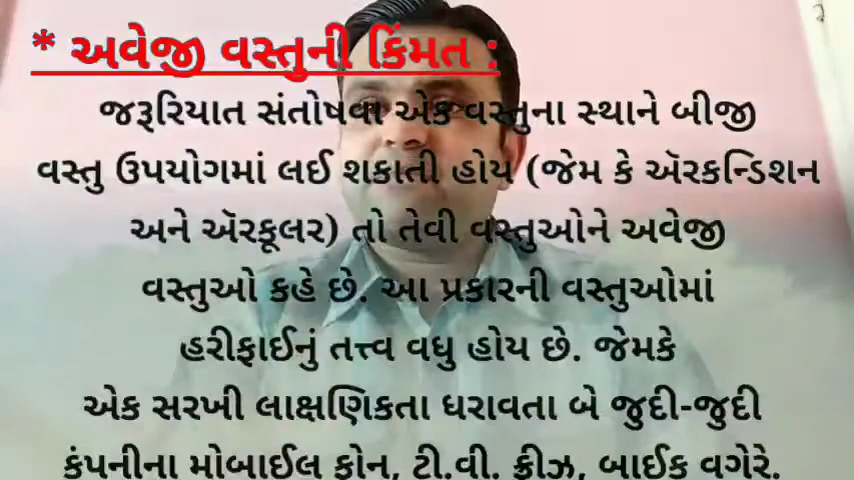 * અવેજી વસ્તુની કિંમત :
જરૂરિયાત સંતોષવા એક વસ્તુના સ્થાને બીજી
વસ્તુ ઉપયોગમાં લઈ શકાતી હોય (જેમ કે ઍરકન્ડિશન
અને ઍરકૂલર) તો તેવી વસ્તુઓને અવેજી
વસ્તુઓ કહે છે. આ પ્રકારની વસ્તુઓમાં
હરીફાઈનું તત્ત્વ વધુ હોય છે. જેમકે
એક સરખી લાક્ષણિકતા ધરાવતા બે જુદી-જુદી
કંપનીના મોબાઈલ ફોન, ટી.વી. ફ્રીઝ, બાઈક વગેરે.